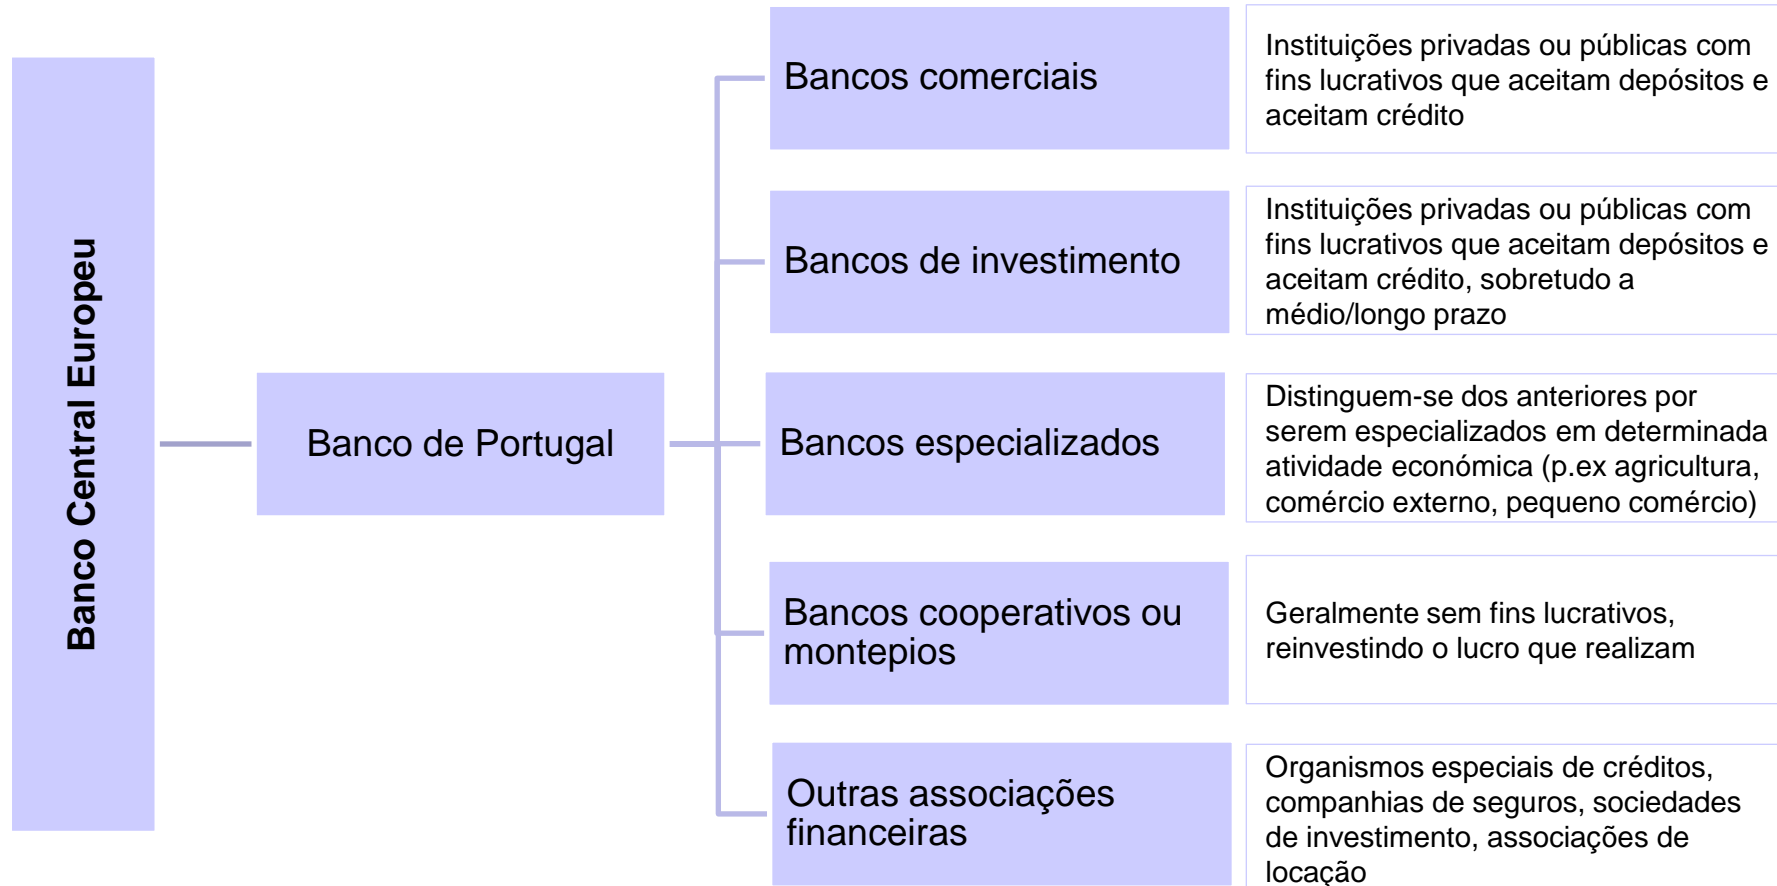 Banco Central Europeu
Banco de Portugal
Bancos comerciais
Instituições privadas ou públicas com
fins lucrativos que aceitam depósitos e
aceitam crédito
Bancos de investimento
Instituições privadas ou públicas com
fins lucrativos que aceitam depósitos e
aceitam crédito, sobretudo a
médio/longo prazo
Bancos especializados
Distinguem-se dos anteriores por
serem especializados em determinada
atividade económica (p.ex agricultura,
comércio externo, pequeno comércio)
Bancos cooperativos ou
montepios
Geralmente sem fins lucrativos,
reinvestindo o lucro que realizam
Outras associações
financeiras
Organismos especiais de créditos,
companhias de seguros, sociedades
de investimento, associações de
locação